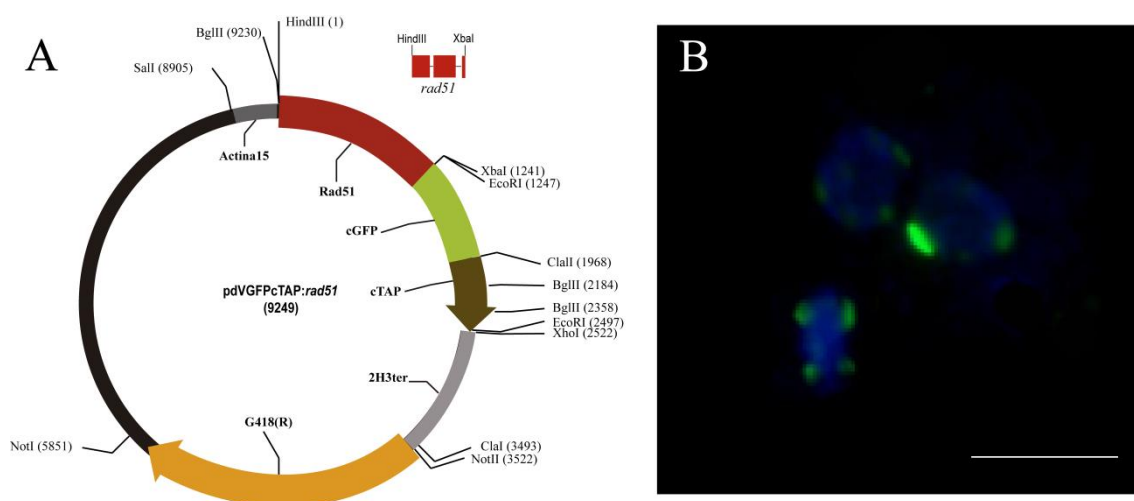 A
HindIII (1)
BglII (9230)
SalI (8905)
HindIII
XbaI
rad51
Actina15
Rad51
XbaI (1241)
EcoRI (1247)
cGFP
ClaII (1968)
cTAP
BglII (2184)
BglII (2358)
EcoRI (2497)
XhoI (2522)
pdVGFPcTAP:rad51
(9249)
2H3ter
G418(R)
NotI (5851)
ClaI (3493)
NotII (3522)
B